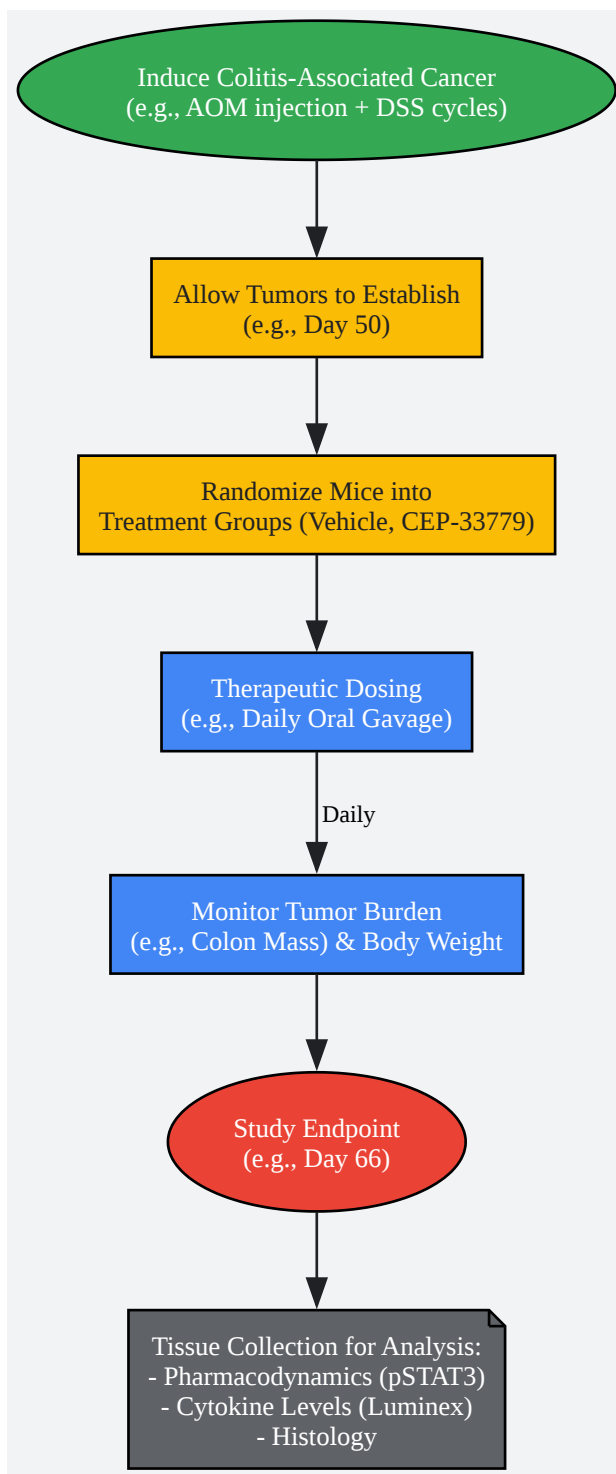 Induce Colitis-Associated Cancer
(e.g., AOM injection + DSS cycles)
Allow Tumors to Establish
(e.g., Day 50)
Randomize Mice into
Treatment Groups (Vehicle, CEP-33779)
Therapeutic Dosing
(e.g., Daily Oral Gavage)
Daily
Monitor Tumor Burden
(e.g., Colon Mass) & Body Weight
Study Endpoint
(e.g., Day 66)
Tissue Collection for Analysis:
- Pharmacodynamics (pSTAT3)
- Cytokine Levels (Luminex)
- Histology